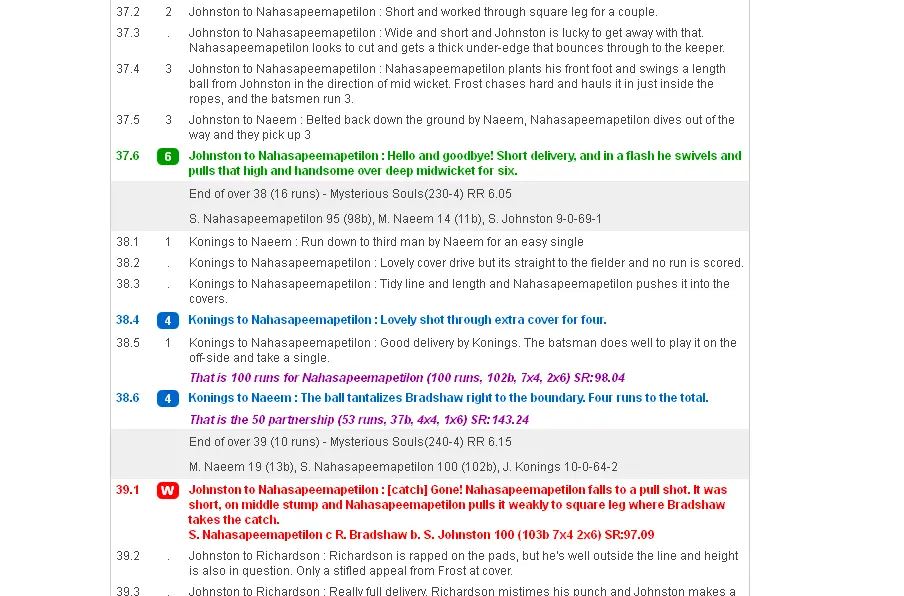 37.2 2 Johnston to Nahasapeemapetilon : Short and worked through square leg for a couple.
37.3 . Johnston to Nahasapeemapetilon : Wide and short and Johnston is lucky to get away with that.
Nahasapeemapetilon looks to cut and gets a thick under-edge that bounces through to the keeper.
37.4 3 Johnston to Nahasapeemapetilon : Nahasapeemapetilon plants his front foot and swings a length
ball from Johnston in the direction of mid wicket. Frost chases hard and hauls it in just inside the
ropes, and the batsmen run 3.
37.5 3 Johnston to Naeem : Belted back down the ground by Naeem, Nahasapeemapetilon dives out of the
way and they pick up 3
37.6 6 Johnston to Nahasapeemapetilon : Hello and goodbye! Short delivery, and in a flash he swivels and
pulls that high and handsome over deep midwicket for six.
End of over 38 (16 runs) - Mysterious Souls(230-4) RR 6.05
S. Nahasapeemapetilon 95 (98b), M. Naeem 14 (11b), S. Johnston 9-0-69-1
38.1 1 Konings to Naeem : Run down to third man by Naeem for an easy single
38.2 . Konings to Nahasapeemapetilon : Lovely cover drive but its straight to the fielder and no run is scored.
38.3 . Konings to Nahasapeemapetilon : Tidy line and length and Nahasapeemapetilon pushes it into the
covers.
38.4 4 Konings to Nahasapeemapetilon : Lovely shot through extra cover for four.
38.5 1 Konings to Nahasapeemapetilon : Good delivery by Konings. The batsman does well to play it on the
off-side and take a single.
That is 100 runs for Nahasapeemapetilon (100 runs, 102b, 7x4, 2x6) SR:98.04
38.6 4 Konings to Naeem : The ball tantalizes Bradshaw right to the boundary. Four runs to the total.
That is the 50 partnership (53 runs, 37b, 4x4, 1x6) SR:143.24
End of over 39 (10 runs) - Mysterious Souls(240-4) RR 6.15
M. Naeem 19 (13b), S. Nahasapeemapetilon 100 (102b), J. Konings 10-0-64-2
39.1 W Johnston to Nahasapeemapetilon : [catch] Gone! Nahasapeemapetilon falls to a pull shot. It was
short, on middle stump and Nahasapeemapetilon pulls it weakly to square leg where Bradshaw
takes the catch.
S. Nahasapeemapetilon c R. Bradshaw b. S. Johnston 100 (103b 7x4 2x6) SR:97.09
39.2 . Johnston to Richardson : Richardson is rapped on the pads, but he's well outside the line and height
is also in question. Only a stifled appeal from Frost at cover.
39.3 . Johnston to Richardson : Really full delivery. Richardson mistimes his punch and Johnston makes a